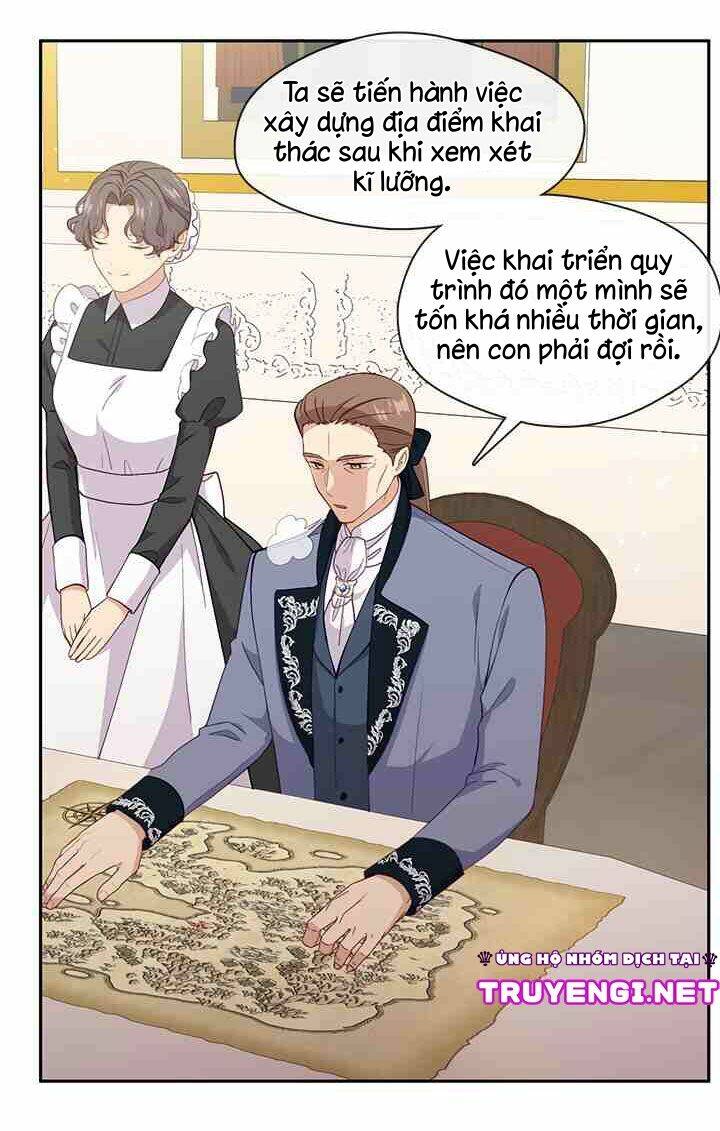 Ta sẽ tiến hành việc
xây dựng địa điểm khai
thác sau khi xem xét
kĩ lưỡng.
Việc khai triển quy
trình đó một mình sẽ
tốn khá nhiều thời gian,
nên con phải đợi rồi.
ỦNG HỘ NHÓM DỊCH TẠI
TRUYENGI.NET